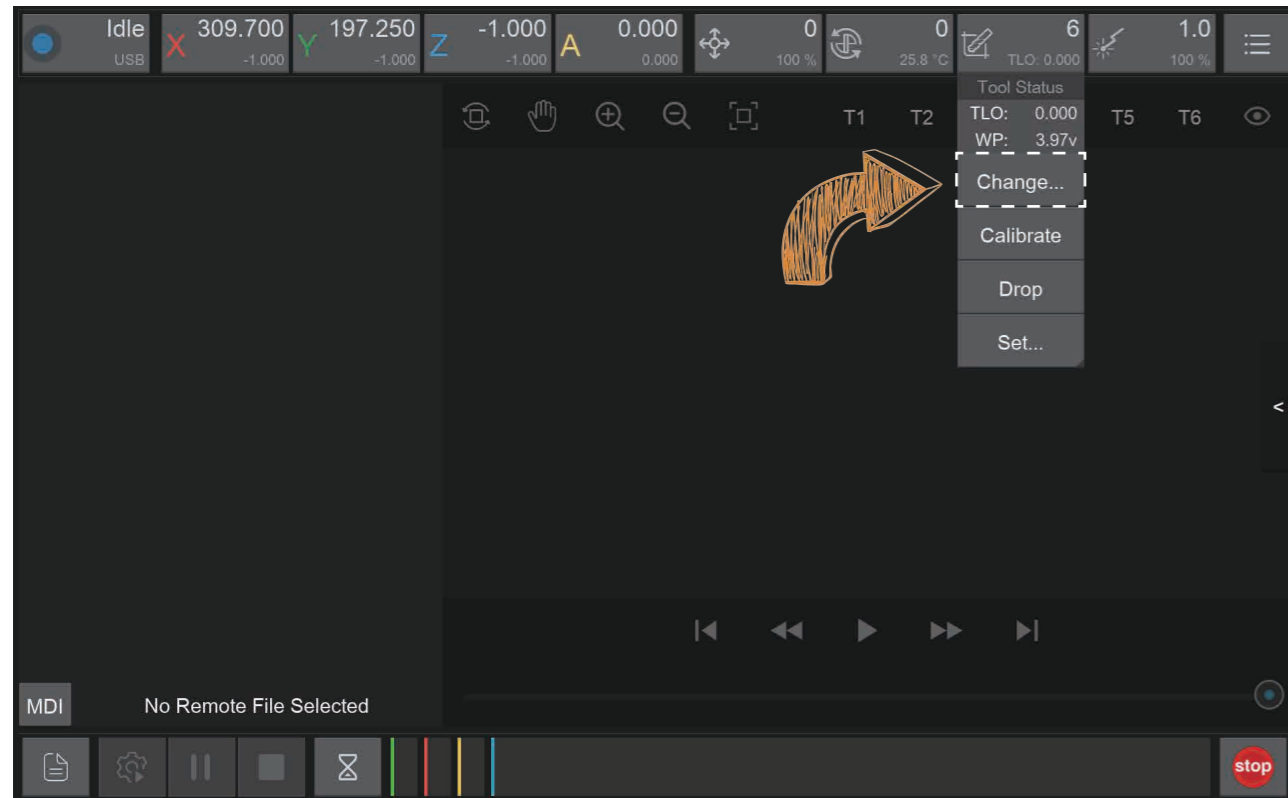 Idle
USB
X 309.700
-1.000
Y 197.250
-1.000
Z -1.000
-1.000
A 0.000
0.000
0
100 %
0
25.8 °C
6
TLO: 0.000
1.0
100 %
Tool Status
TLO: 0.000
WP: 3.97v
T1 T2 T5 T6
Change...
Calibrate
Drop
Set...
<
MDI No Remote File Selected
stop